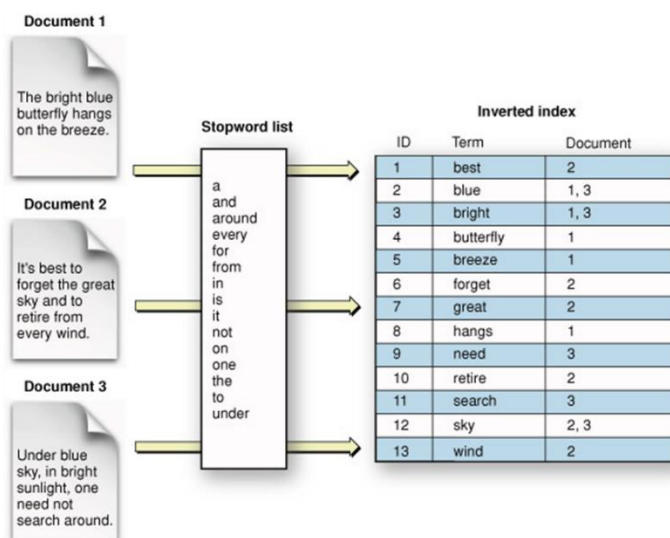 Document 1
The bright blue
butterfly hangs
on the breeze.
Document 2
It's best to
forget the great
sky and to
retire from
every wind.
Document 3
Under blue
sky, in bright
sunlight, one
need not
search around.
Stopword list
a
and
around
every
for
from
in
is
it
not
on
one
the
to
under
Inverted index
ID Term Document
1 best 2
2 blue 1, 3
3 bright 1, 3
4 butterfly 1
5 breeze 1
6 forget 2
7 great 2
8 hangs 1
9 need 3
10 retire 2
11 search 3
12 sky 2, 3
13 wind 2